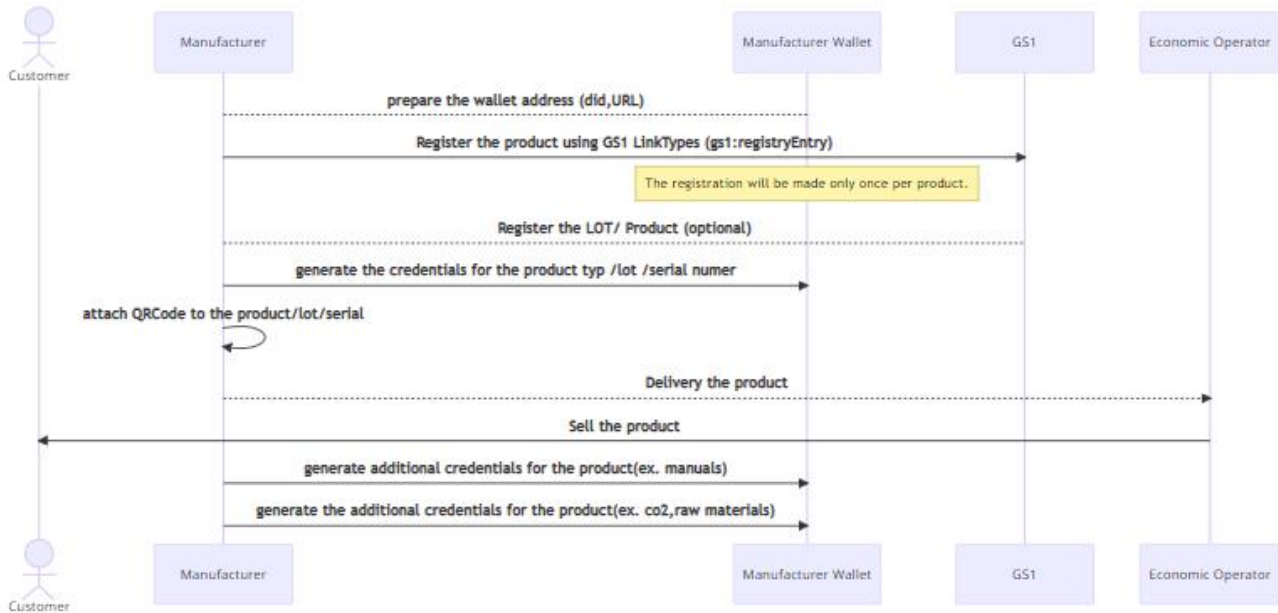 Customer
Manufacturer
Manufacturer Wallet
GS1
Economic Operator
prepare the wallet address (did,URL)
Register the product using GS1 LinkTypes (gs1:registryEntry)
The registration will be made only once per product.
Register the LOT/ Product (optional)
generate the credentials for the product typ /lot /serial numer
attach QRCode to the product/lot/serial
Delivery the product
Sell the product
generate additional credentials for the product(ex. manuals)
generate the additional credentials for the product(ex. co2,raw materials)
Customer
Manufacturer
Manufacturer Wallet
GS1
Economic Operator